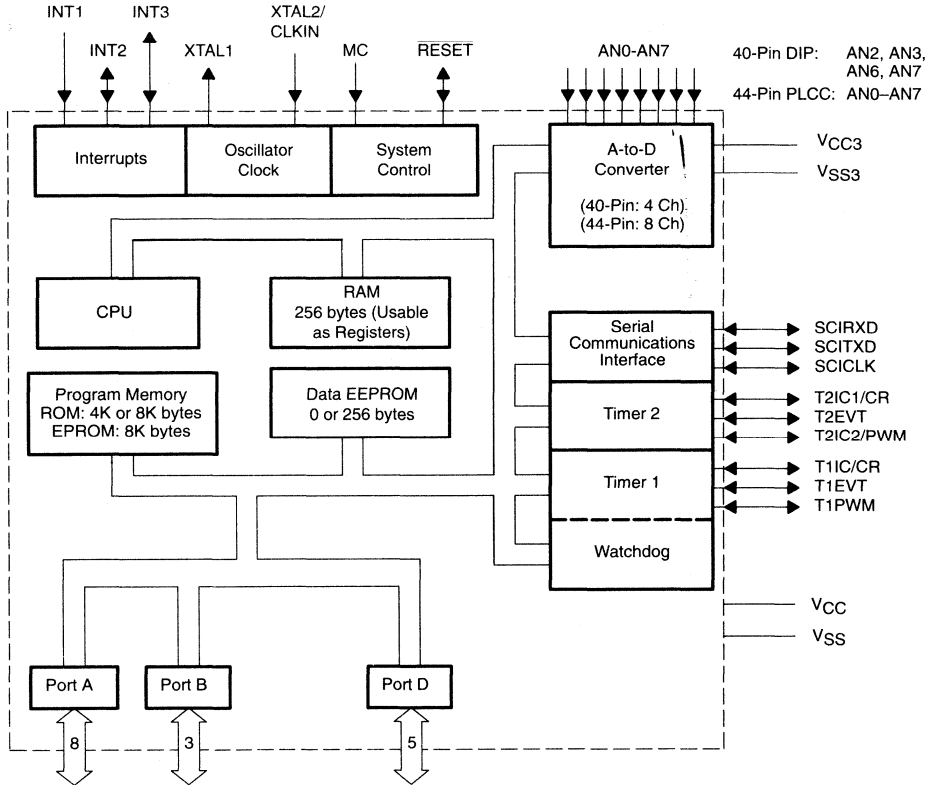 INT1
INT2
INT3
XTAL1
XTAL2/
CLKIN
MC
RESET
AN0-AN7
40-Pin DIP: AN2, AN3,
AN6, AN7
44-Pin PLCC: AN0–AN7
Interrupts
Oscillator
Clock
System
Control
A-to-D
Converter
(40-Pin: 4 Ch)
(44-Pin: 8 Ch)
VCC3
VSS3
CPU
RAM
256 bytes (Usable
as Registers)
Program Memory
ROM: 4K or 8K bytes
EPROM: 8K bytes
Data EEPROM
0 or 256 bytes
Serial
Communications
Interface
SCIRXD
SCITXD
SCICLK
Timer 2
T2IC1/CR
T2EVT
T2IC2/PWM
Timer 1
T1IC/CR
T1EVT
T1PWM
Watchdog
VCC
VSS
Port A
Port B
Port D
8
3
5